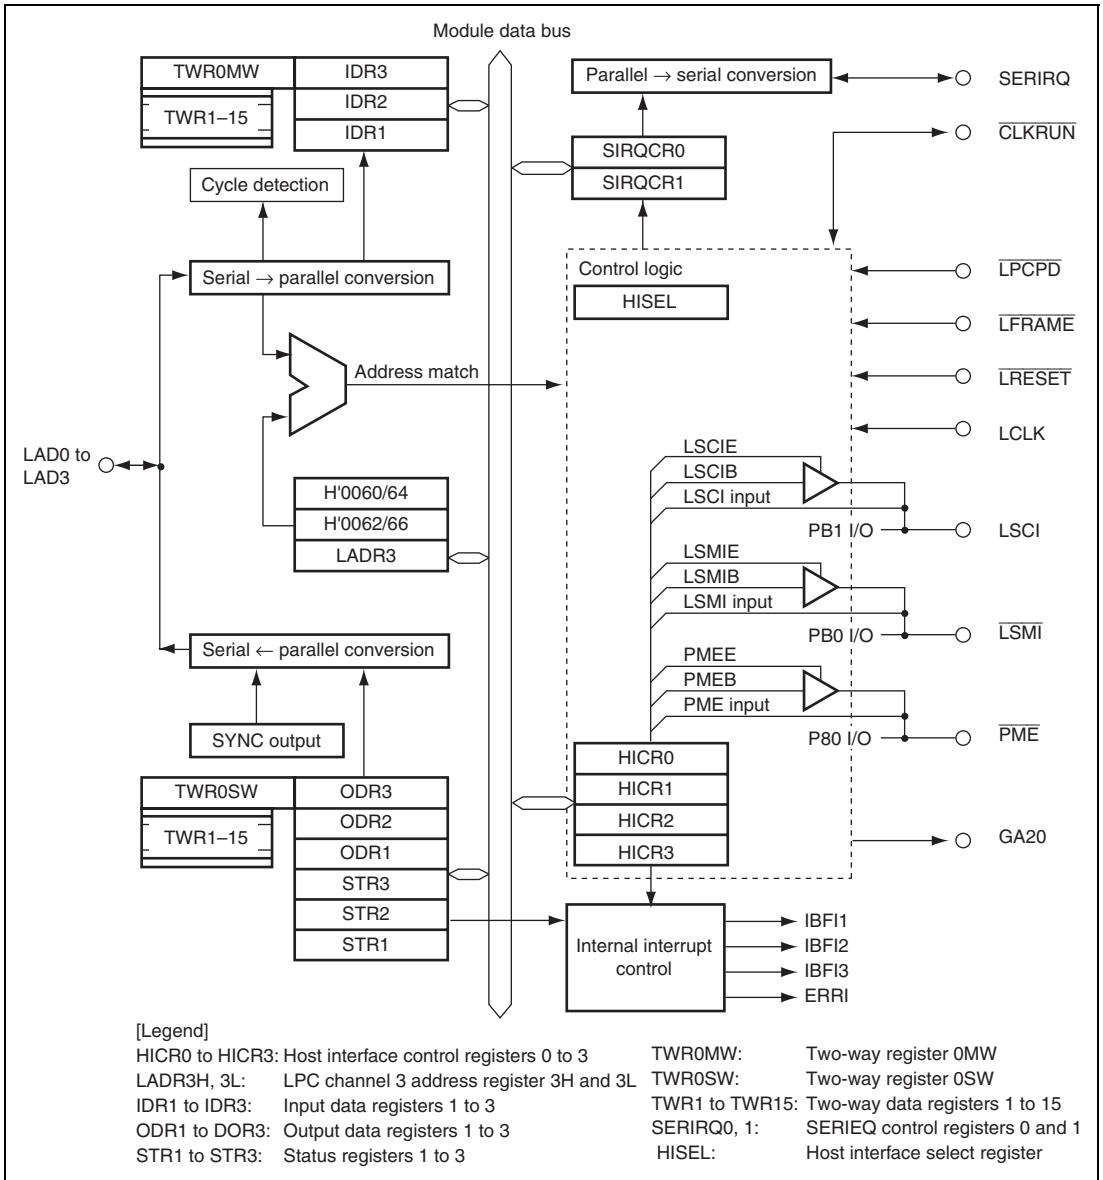 Module data bus
TWR0MW
IDR3
IDR2
IDR1
TWR1–15
Cycle detection
Serial → parallel conversion
Address match
LAD0 to
LAD3
H'0060/64
H'0062/66
LADR3
Serial ← parallel conversion
SYNC output
TWR0SW
ODR3
ODR2
ODR1
STR3
STR2
STR1
TWR1–15
Parallel → serial conversion
SIRQCR0
SIRQCR1
Control logic
HISEL
LSCIE
LSCIB
LSCI input
PB1 I/O
LSMIE
LSMIB
LSMI input
PB0 I/O
PMEE
PMEB
PME input
P80 I/O
HICR0
HICR1
HICR2
HICR3
Internal interrupt
control
IBFI1
IBFI2
IBFI3
ERRI
SERIRQ
CLKRUN
LPCPD
LFRAME
LRESET
LCLK
LSCI
LSMI
PME
GA20
[Legend]
HICR0 to HICR3: Host interface control registers 0 to 3
LADR3H, 3L: LPC channel 3 address register 3H and 3L
IDR1 to IDR3: Input data registers 1 to 3
ODR1 to DOR3: Output data registers 1 to 3
STR1 to STR3: Status registers 1 to 3
TWR0MW: Two-way register 0MW
TWR0SW: Two-way register 0SW
TWR1 to TWR15: Two-way data registers 1 to 15
SERIRQ0, 1: SERIEQ control registers 0 and 1
HISEL: Host interface select register